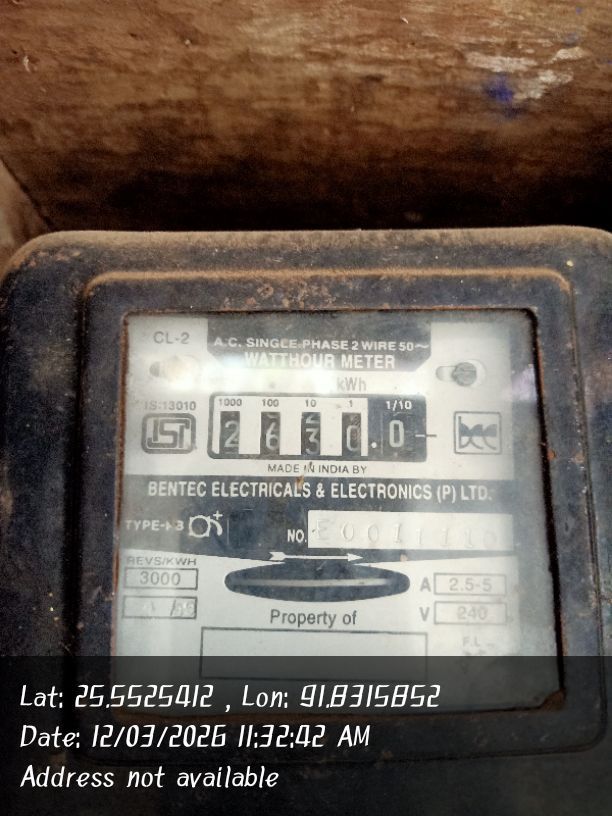 CL-2
A.C. SINGLE-PHASE 2 WIRE 50~
WATTHOUR METER
kWh
IS:13010
1000 100 10 1 1/10
2 6 3 0 . 0
MADE IN INDIA BY
BENTEC ELECTRICALS & ELECTRONICS (P) LTD.
TYPE-
NO. E0011110
REVS/KWH
3000
A 2.5-5
V 240
Property of
Lat: 25.5525412 , Lon: 91.8315852
Date: 12/03/2026 11:32:42 AM
Address not available